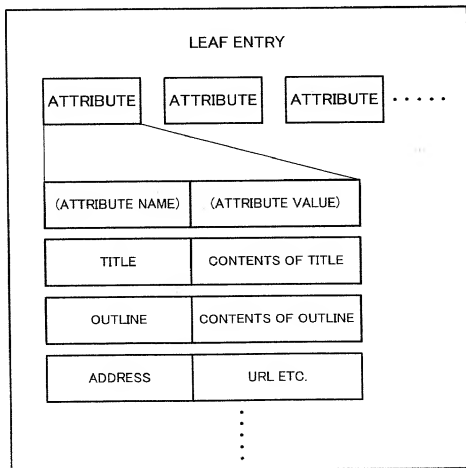 LEAF ENTRY
ATTRIBUTE ATTRIBUTE ATTRIBUTE ·····
(ATTRIBUTE NAME) (ATTRIBUTE VALUE)
TITLE CONTENTS OF TITLE
OUTLINE CONTENTS OF OUTLINE
ADDRESS URL ETC.